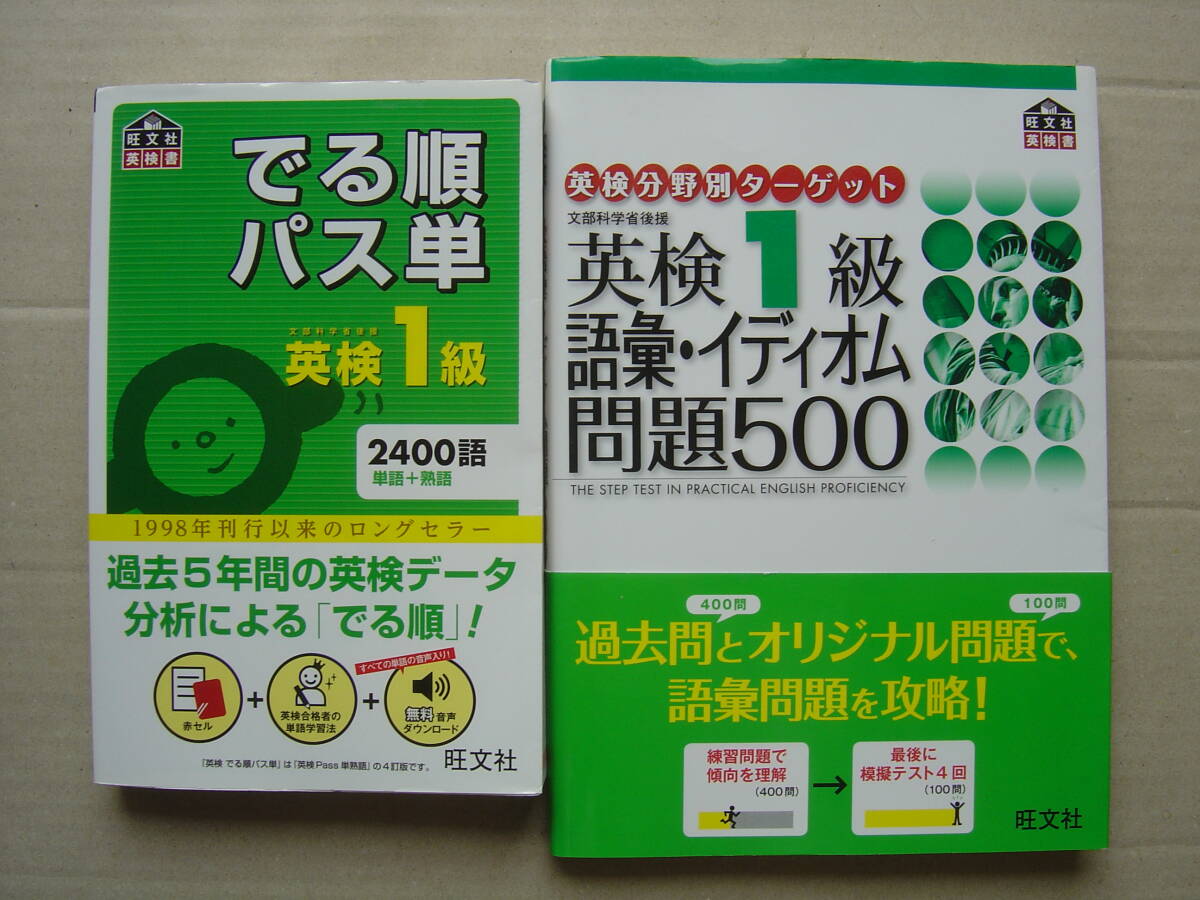 旺文社
英検書
でる順
パス単
文部科学省後援
英検1級
2400語
単語＋熟語
1998年刊行以来のロングセラー
過去5年間の英検データ
分析による「でる順」!
赤セル
+
英検合格者の
単語学習法
+
すべての単語の音声入り!
無料音声
ダウンロード
『英検 でる順パス単』は『英検Pass単熟語』の4訂版です。
旺文社
旺文社
英検書
英検分野別ターゲット
文部科学省後援
英検1級
語彙・イディオム
問題500
THE STEP TEST IN PRACTICAL ENGLISH PROFICIENCY
400問
100問
過去問とオリジナル問題で、
語彙問題を攻略!
練習問題で
傾向を理解
(400問)
→
最後に
模擬テスト4回
(100問)
旺文社